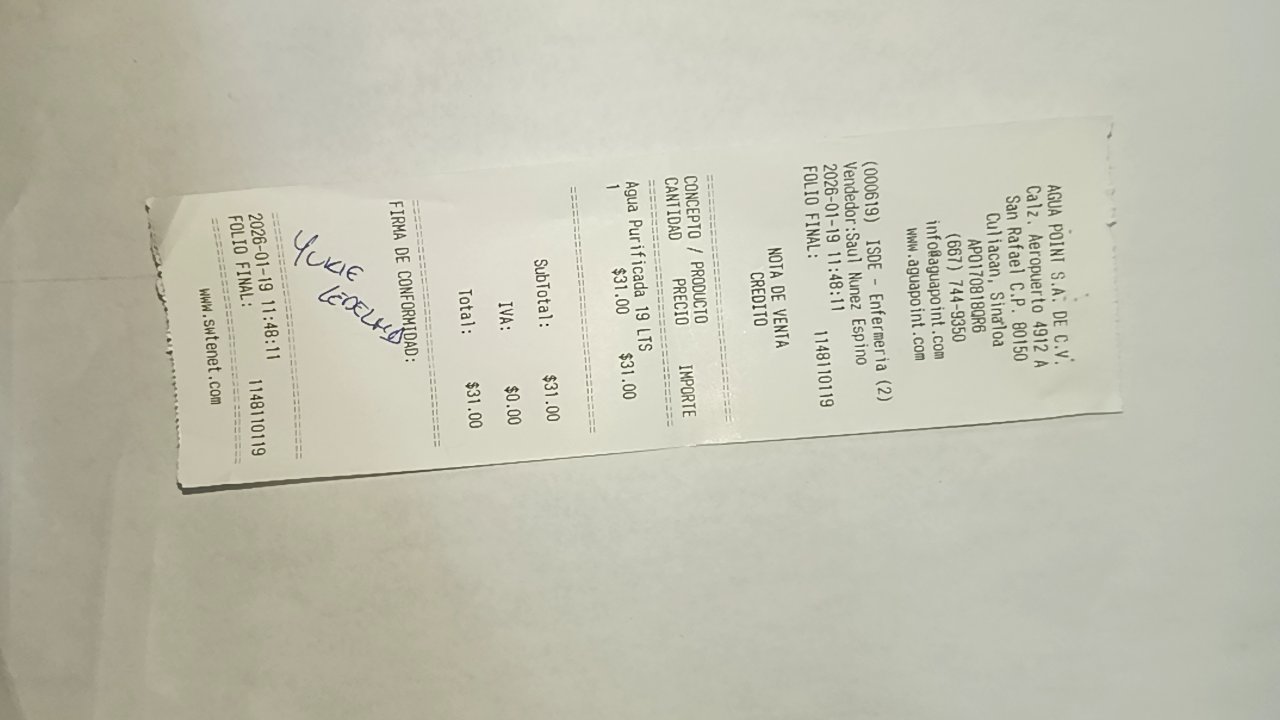 AGUA POINT S.A. DE C.V.
Calz. Aeropuerto 4912 A
San Rafael C.P. 80150
Culiacan, Sinaloa
APO170818QR6
(667) 744-9350
info@aguapoint.com
www.aguapoint.com
(000619) ISDE - Enfermeria (2)
Vendedor:Saul Nunez Espino
2026-01-19 11:48:11
FOLIO FINAL: 1148110119
NOTA DE VENTA
CREDITO
CONCEPTO / PRODUCTO
CANTIDAD PRECIO IMPORTE
Agua Purificada 19 LTS
1 $31.00 $31.00
SubTotal: $31.00
IVA: $0.00
Total: $31.00
FIRMA DE CONFORMIDAD:
YUKIE
2026-01-19 11:48:11
FOLIO FINAL: 1148110119
www.swtenet.com